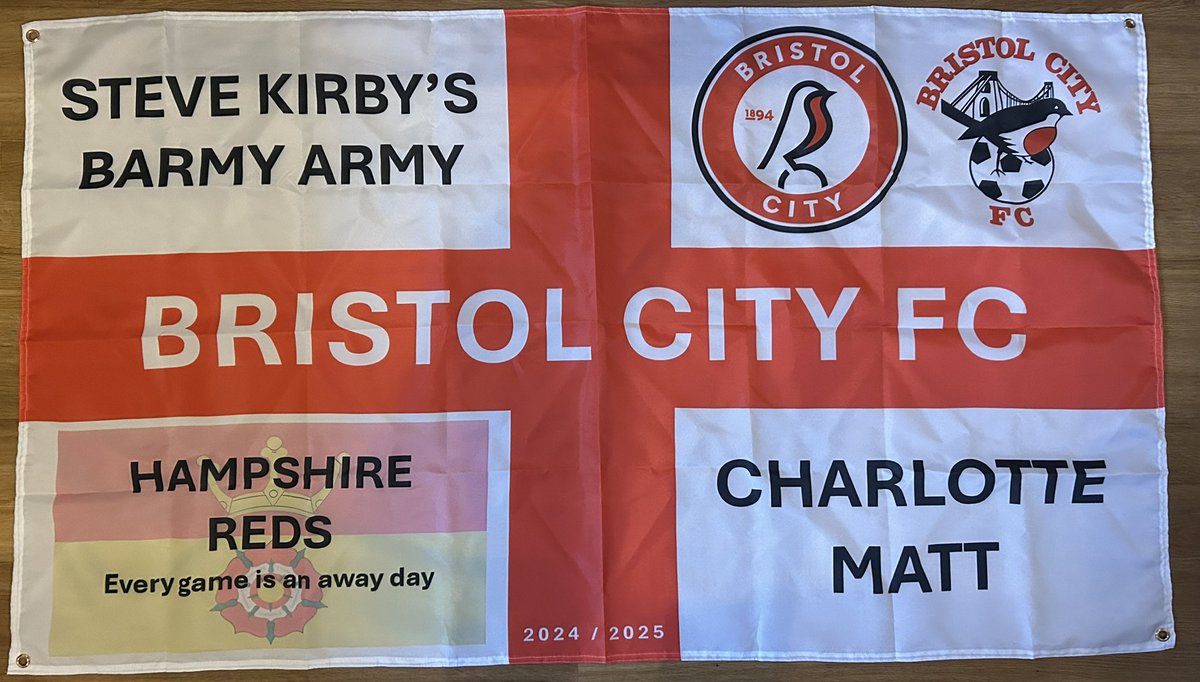 STEVE KIRBY'S
BARMY ARMY
BRISTOL
1894
CITY
BRISTOL CITY
FC
BRISTOL CITY FC
HAMPSHIRE
REDS
Every game is an away day
CHARLOTTE
MATT
2024 / 2025